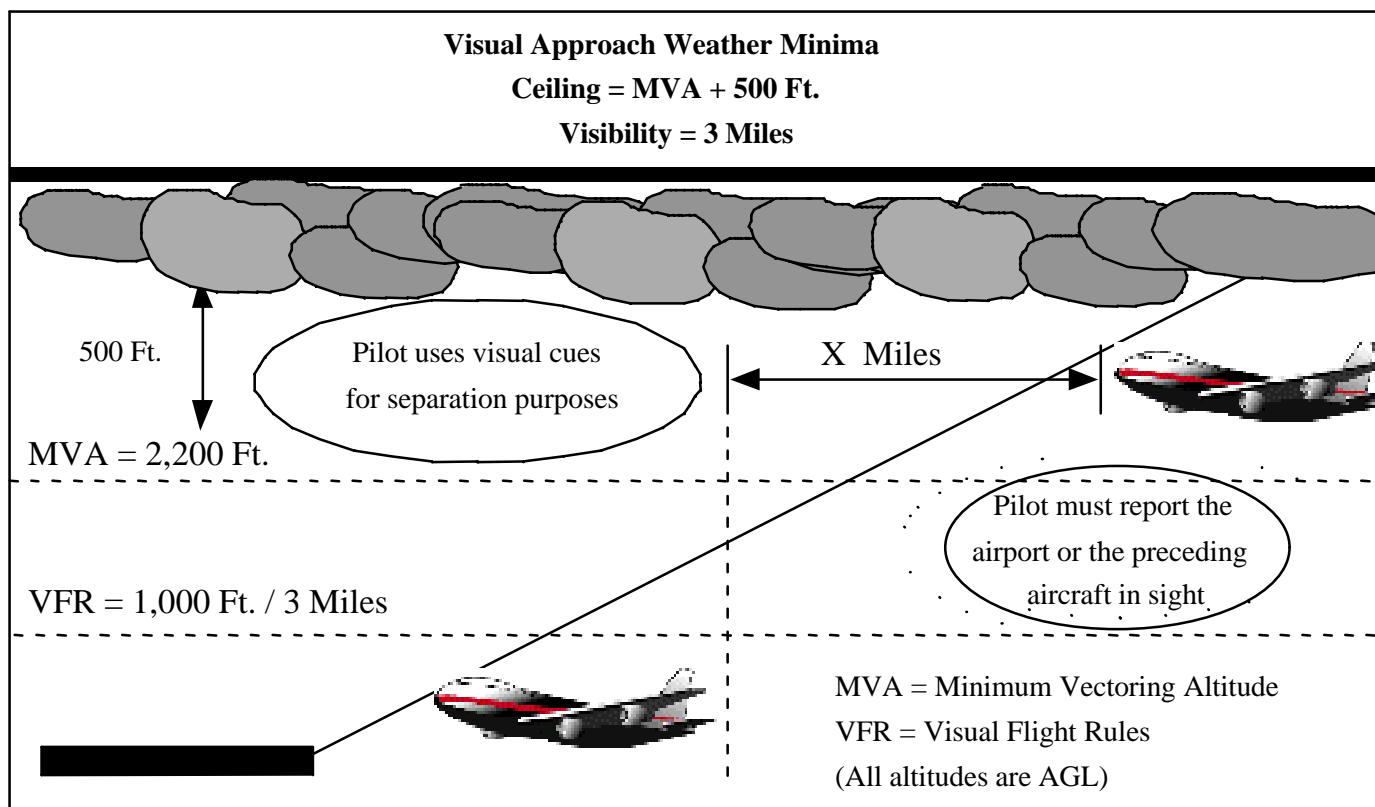 Visual Approach Weather Minima
Ceiling = MVA + 500 Ft.
Visibility = 3 Miles
500 Ft.
Pilot uses visual cues
for separation purposes
X Miles
MVA = 2,200 Ft.
Pilot must report the
airport or the preceding
aircraft in sight
VFR = 1,000 Ft. / 3 Miles
MVA = Minimum Vectoring Altitude
VFR = Visual Flight Rules
(All altitudes are AGL)